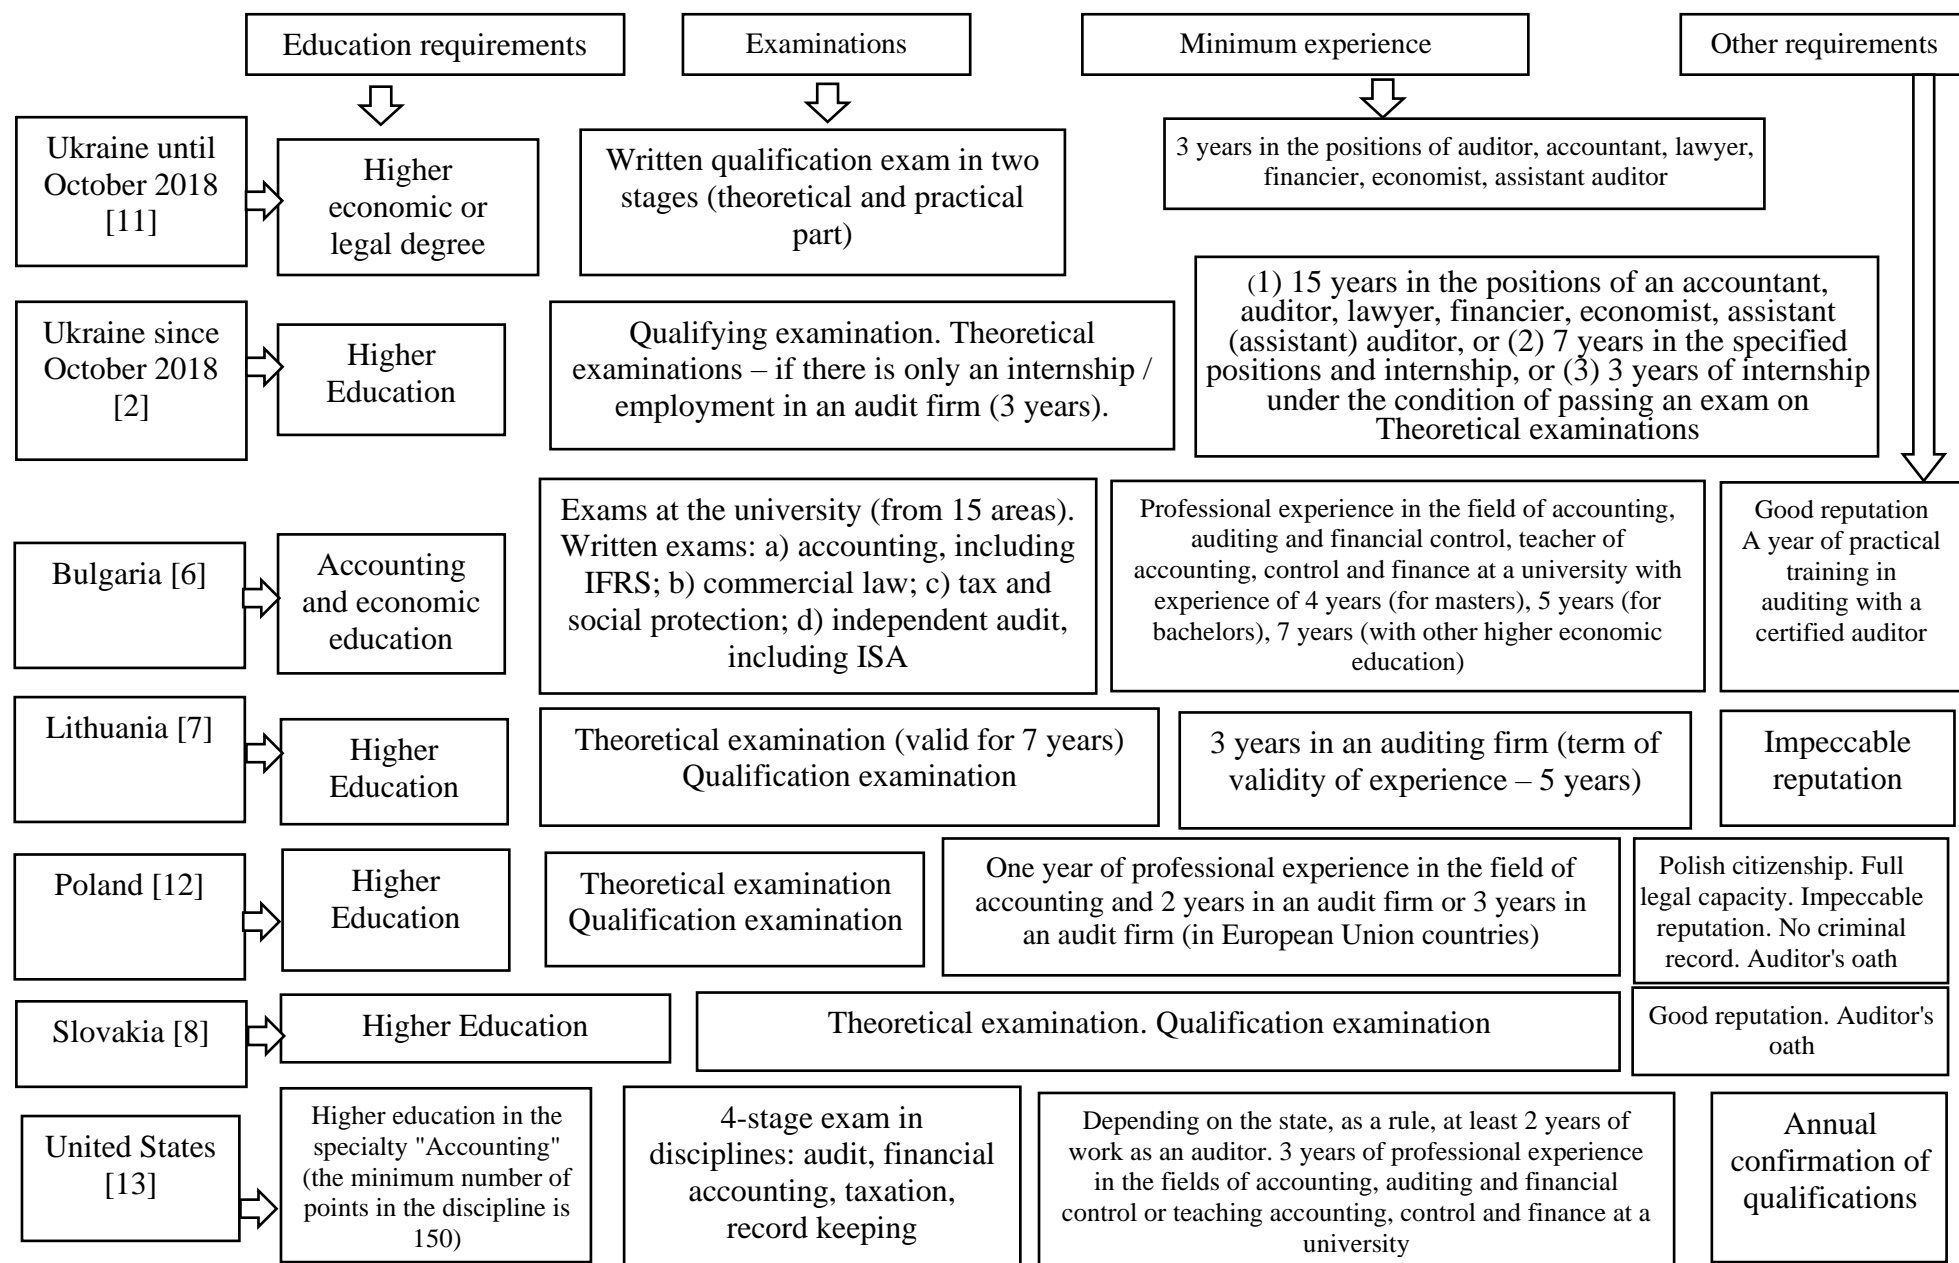 Education requirements
Examinations
Minimum experience
Other requirements
Ukraine until
October 2018
[11]
Higher
economic or
legal degree
Written qualification exam in two
stages (theoretical and practical
part)
3 years in the positions of auditor, accountant, lawyer,
financier, economist, assistant auditor
Ukraine since
October 2018
[2]
Higher
Education
Qualifying examination. Theoretical
examinations – if there is only an internship /
employment in an audit firm (3 years).
(1) 15 years in the positions of an accountant,
auditor, lawyer, financier, economist, assistant
(assistant) auditor, or (2) 7 years in the specified
positions and internship, or (3) 3 years of internship
under the condition of passing an exam on
Theoretical examinations
Bulgaria [6]
Accounting
and economic
education
Exams at the university (from 15 areas).
Written exams: a) accounting, including
IFRS; b) commercial law; c) tax and
social protection; d) independent audit,
including ISA
Professional experience in the field of accounting,
auditing and financial control, teacher of
accounting, control and finance at a university with
experience of 4 years (for masters), 5 years (for
bachelors), 7 years (with other higher economic
education)
Good reputation
A year of practical
training in
auditing with a
certified auditor
Lithuania [7]
Higher
Education
Theoretical examination (valid for 7 years)
Qualification examination
3 years in an auditing firm (term of
validity of experience – 5 years)
Impeccable
reputation
Poland [12]
Higher
Education
Theoretical examination
Qualification examination
One year of professional experience in the field of
accounting and 2 years in an audit firm or 3 years in
an audit firm (in European Union countries)
Polish citizenship. Full
legal capacity. Impeccable
reputation. No criminal
record. Auditor's oath
Slovakia [8]
Higher Education
Theoretical examination. Qualification examination
Good reputation. Auditor's
oath
United States
[13]
Higher education in the
specialty "Accounting"
(the minimum number of
points in the discipline is
150)
4-stage exam in
disciplines: audit, financial
accounting, taxation,
record keeping
Depending on the state, as a rule, at least 2 years of
work as an auditor. 3 years of professional experience
in the fields of accounting, auditing and financial
control or teaching accounting, control and finance at a
university
Annual
confirmation of
qualifications